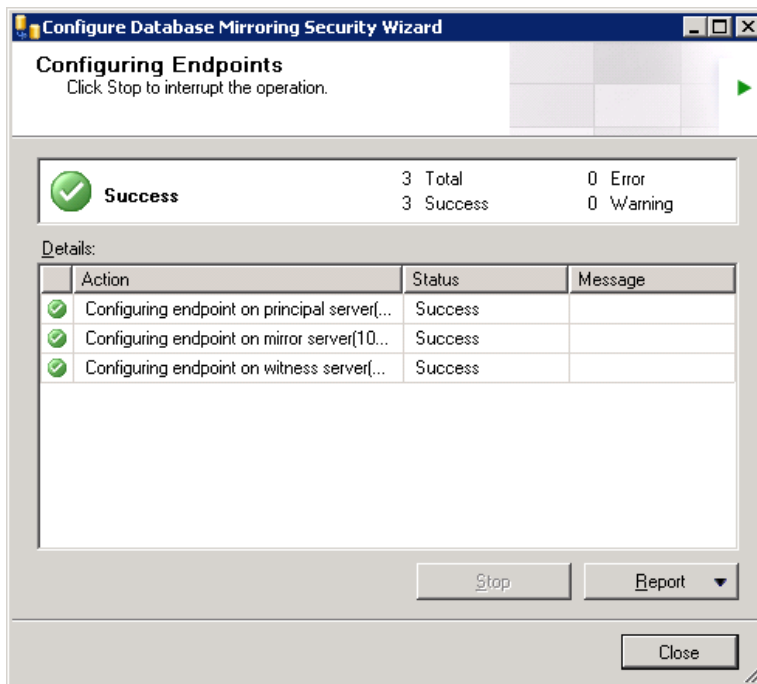 Configure Database Mirroring Security Wizard
Configuring Endpoints
Click Stop to interrupt the operation.
Success 3 Total 0 Error
3 Success 0 Warning
Details:
Action Status Message
Configuring endpoint on principal server(... Success
Configuring endpoint on mirror server(10... Success
Configuring endpoint on witness server(... Success
Stop Report
Close